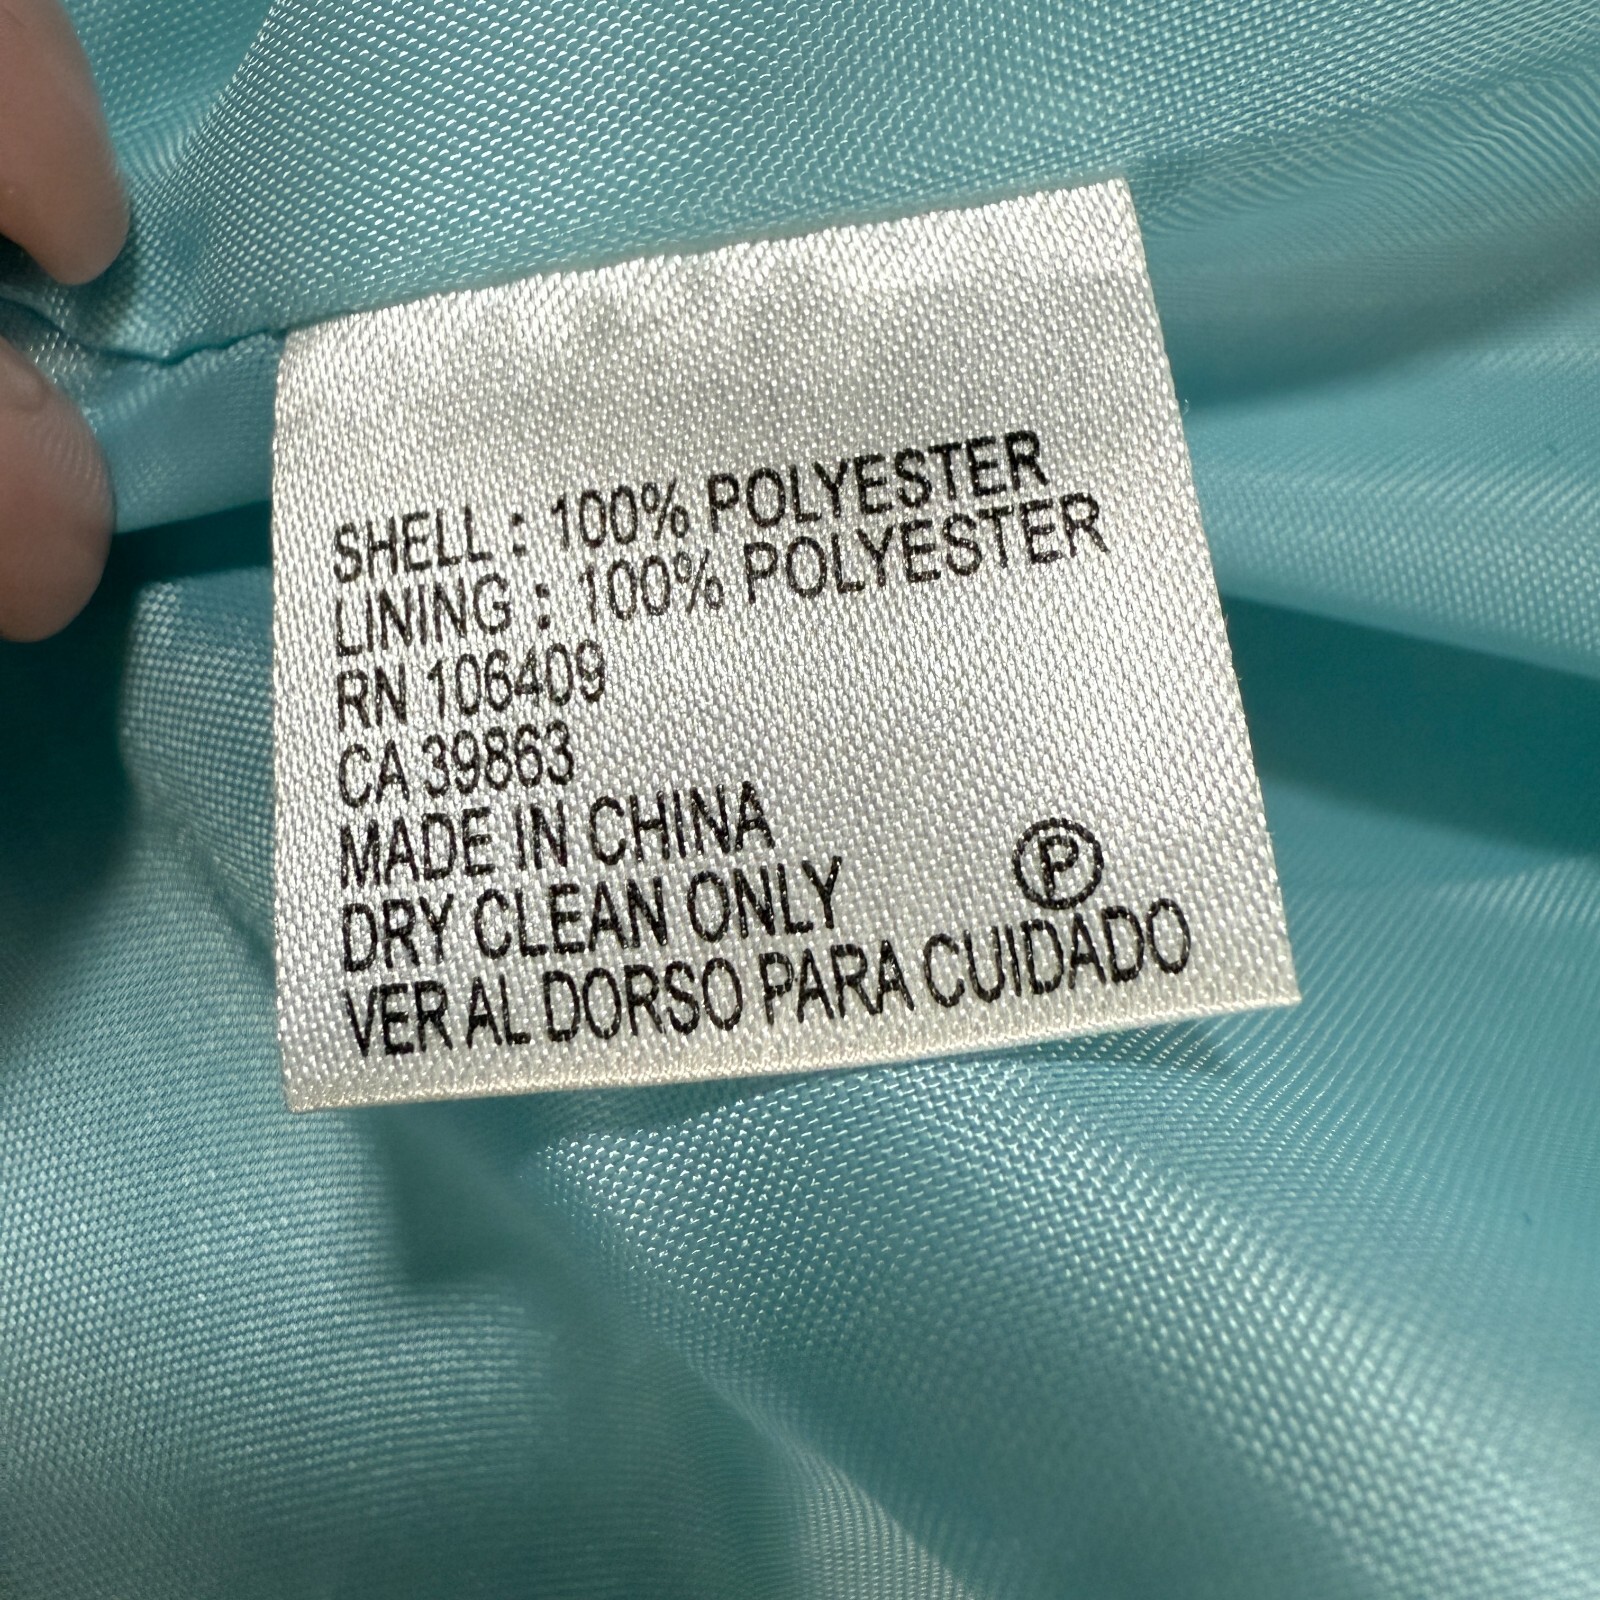 SHELL : 100% POLYESTER
LINING : 100% POLYESTER
RN 106409
CA 39863
MADE IN CHINA
DRY CLEAN ONLY Ⓟ
VER AL DORSO PARA CUIDADO